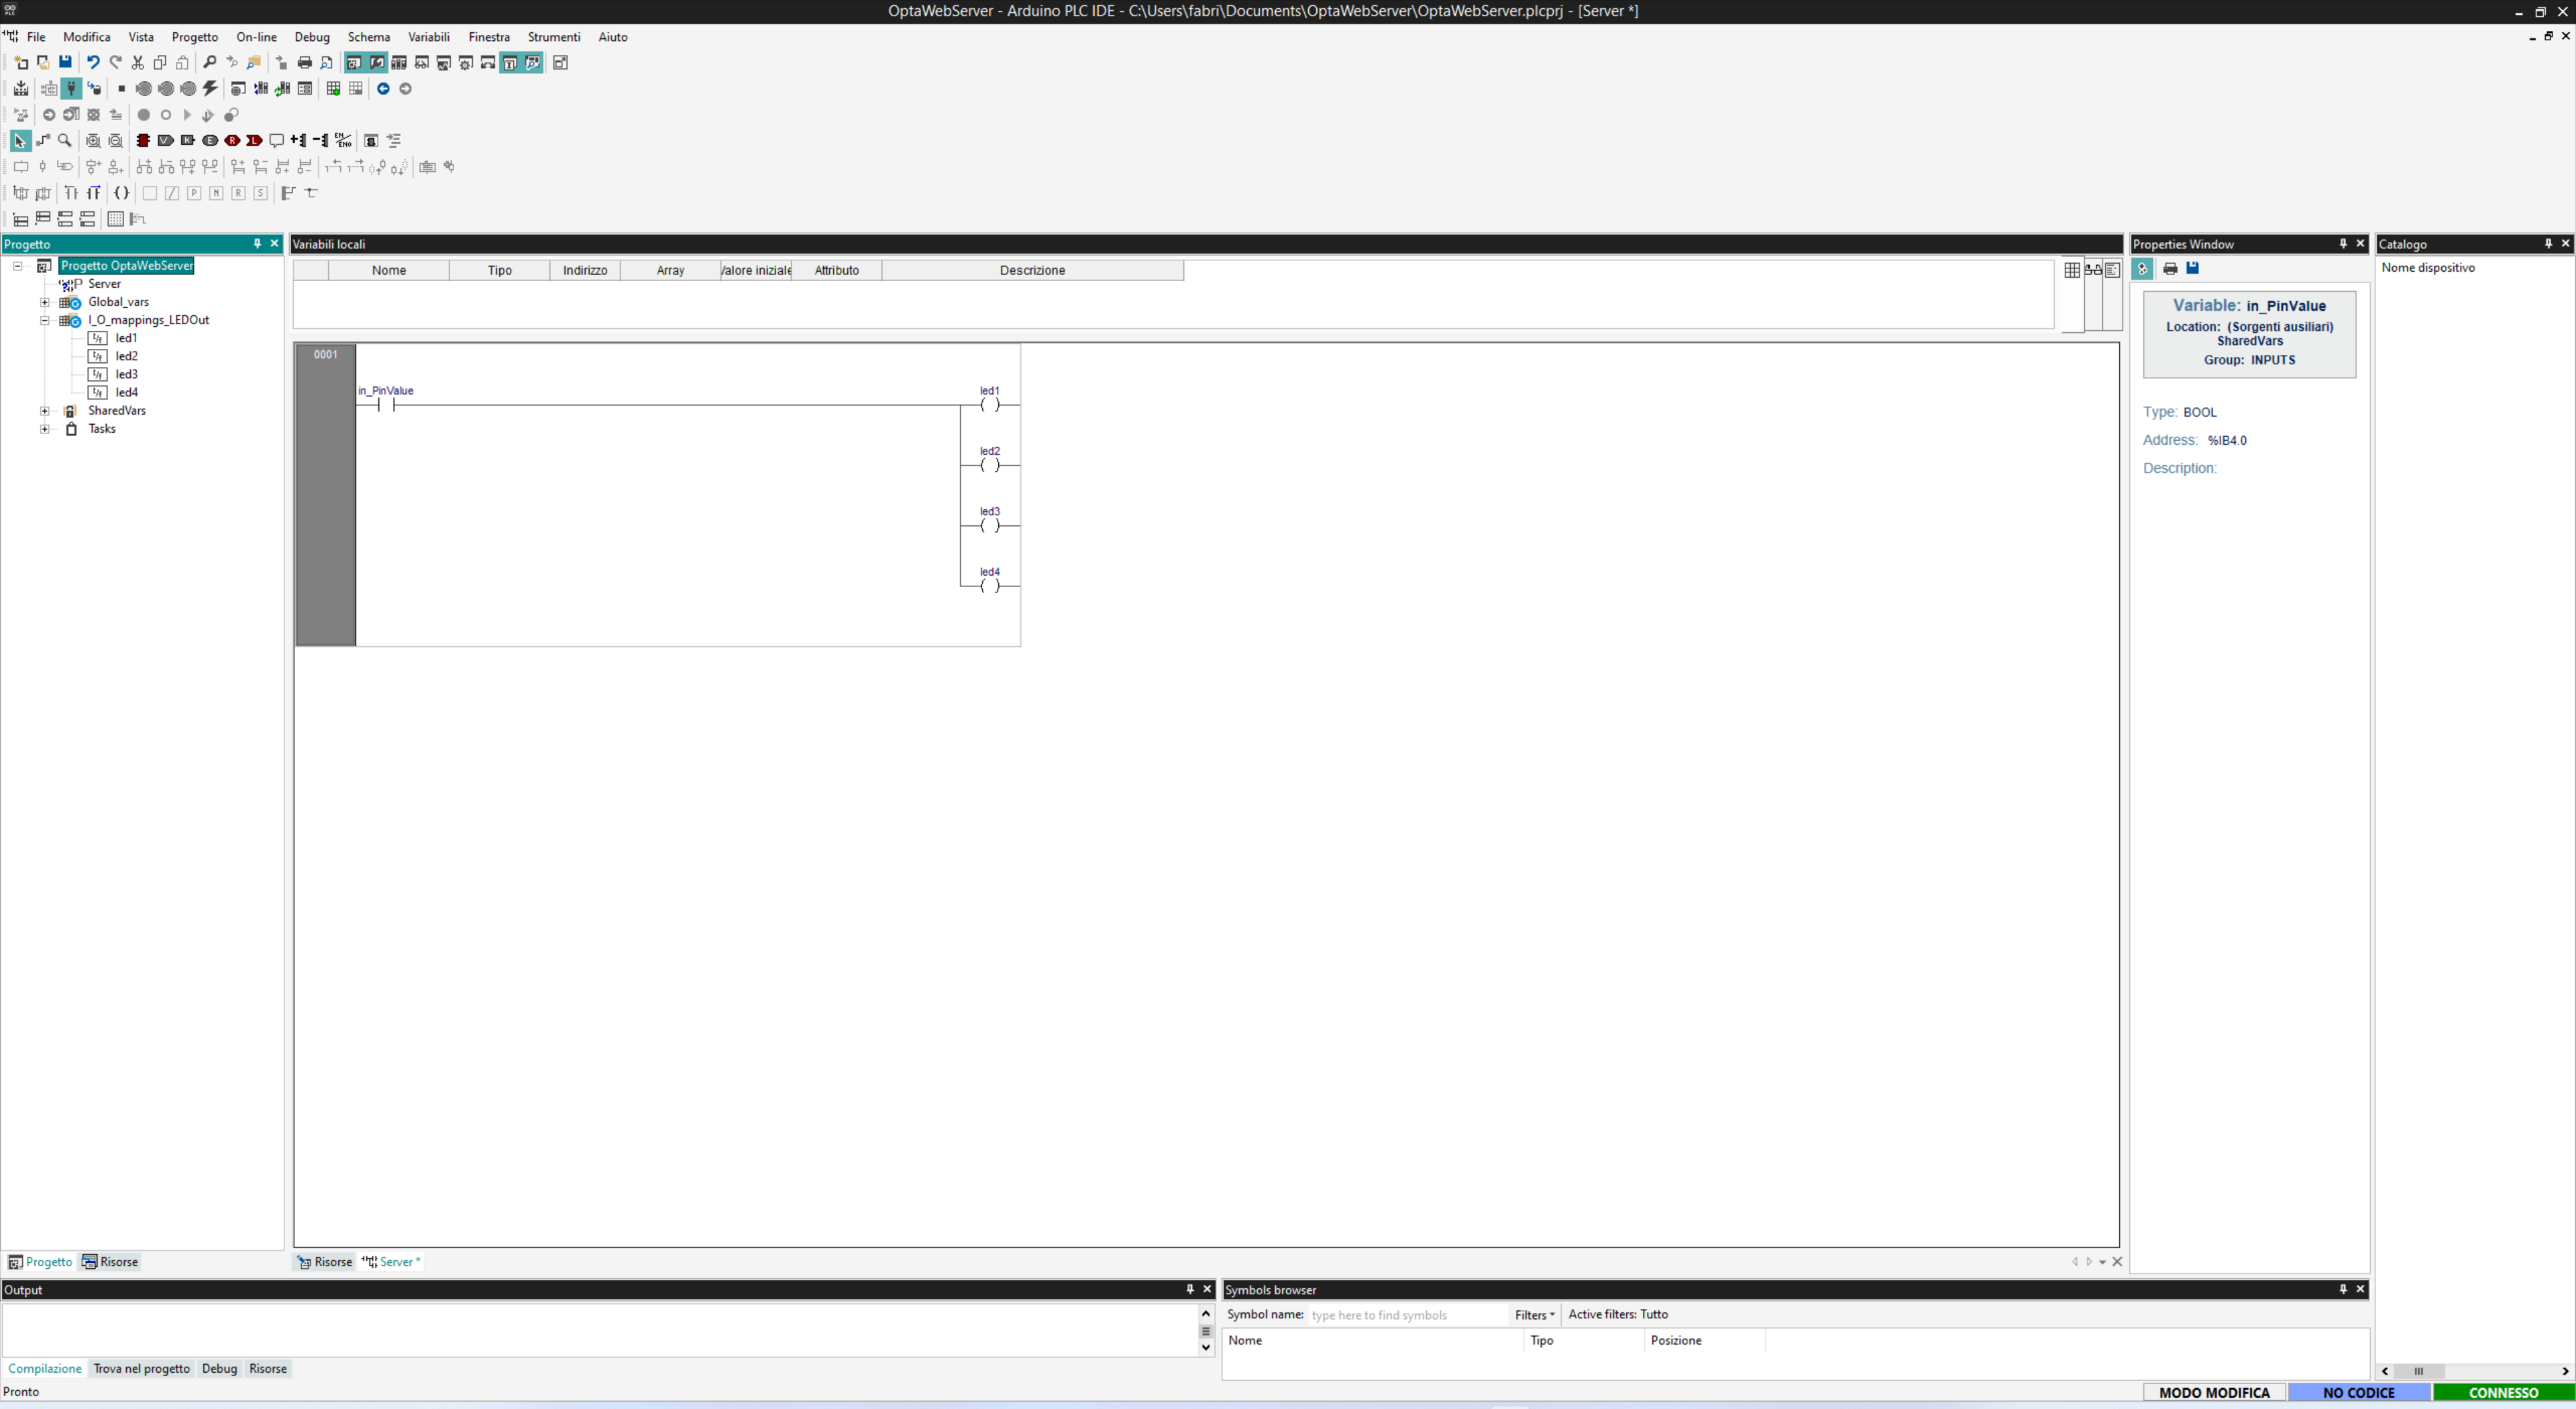 OptaWebServer - Arduino PLC IDE - C:\Users\fabri\Documents\OptaWebServer\OptaWebServer.plcprj - [Server *]
File Modifica Vista Progetto On-line Debug Schema Variabili Finestra Strumenti Aiuto
Progetto
Progetto OptaWebServer
Server
Global_vars
I_O_mappings_LEDOut
led1
led2
led3
led4
SharedVars
Tasks
Progetto Risorse
Variabili locali
Nome Tipo Indirizzo Array /alore iniziale Attributo Descrizione
0001
in_PinValue led1
led2
led3
led4
Risorse Server *
Properties Window
Variable: in_PinValue
Location: (Sorgenti ausiliari)
SharedVars
Group: INPUTS
Type: BOOL
Address: %IB4.0
Description:
Catalogo
Nome dispositivo
Output
Compilazione Trova nel progetto Debug Risorse
Symbols browser
Symbol name: type here to find symbols Filters Active filters: Tutto
Nome Tipo Posizione
Pronto
MODO MODIFICA NO CODICE CONNESSO